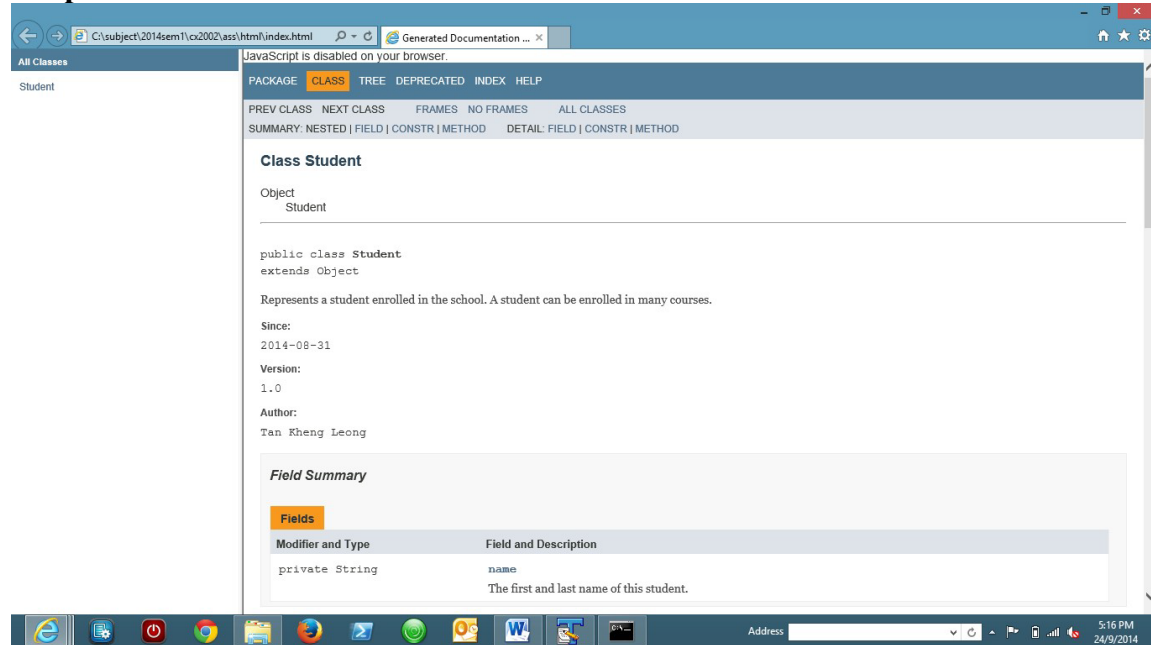 C:\subject\2014sem1\cx2002\ass\html\index.html
Generated Documentation ...
All Classes
Student
JavaScript is disabled on your browser.
PACKAGE CLASS TREE DEPRECATED INDEX HELP
PREV CLASS NEXT CLASS FRAMES NO FRAMES ALL CLASSES
SUMMARY: NESTED | FIELD | CONSTR | METHOD DETAIL: FIELD | CONSTR | METHOD
Class Student
Object
Student
public class Student
extends Object
Represents a student enrolled in the school. A student can be enrolled in many courses.
Since:
2014-08-31
Version:
1.0
Author:
Tan Kheng Leong
Field Summary
Fields
Modifier and Type Field and Description
private String name
The first and last name of this student.
Address
5:16 PM
24/9/2014